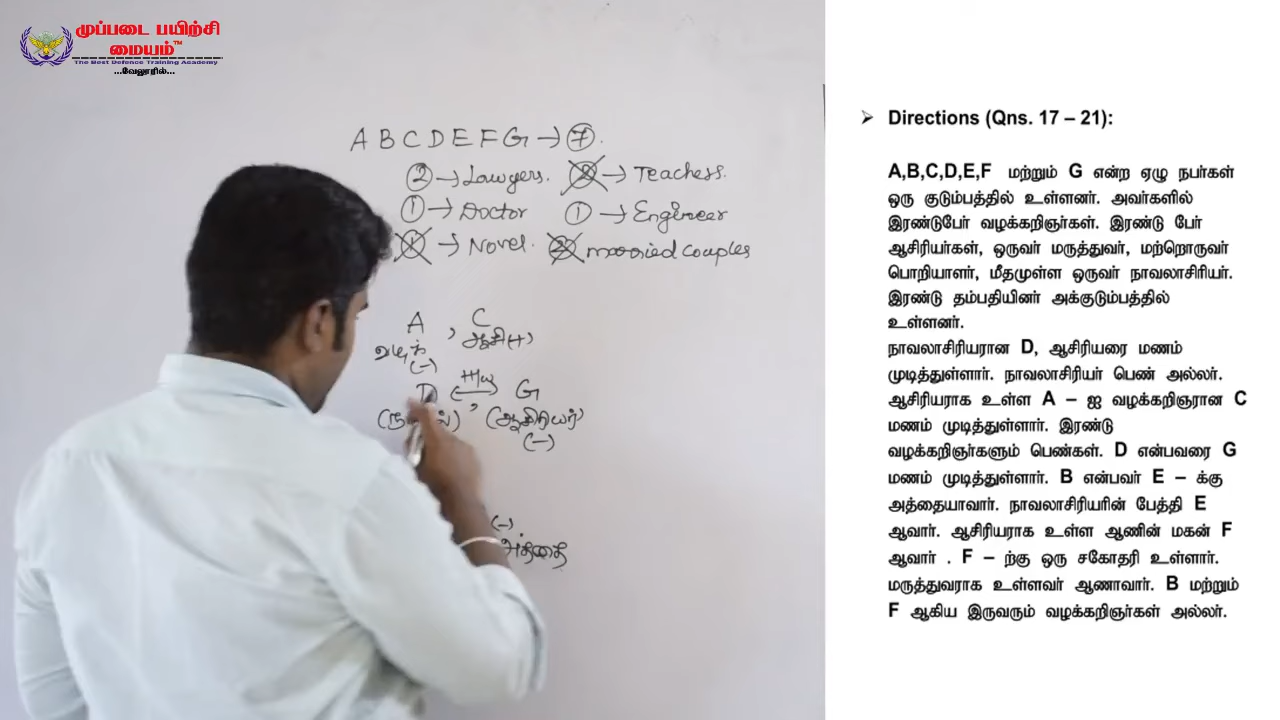 முப்படை பயிற்சி
மையம்™
The Best Defence Training Academy
...வேலூரில்...
A B C D E F G → 7.
2 → Lawyers. 2 → Teachers.
1 → Doctor 1 → Engineer
1 → Novel. 2 married couples
A , C
வழக் ஆசி(+)
(-)
D H/W G
(ஆசிரியர்)
(-)
(-)
அத்தை
➢ Directions (Qns. 17 – 21):
A,B,C,D,E,F மற்றும் G என்ற ஏழு நபர்கள்
ஒரு குடும்பத்தில் உள்ளனர். அவர்களில்
இரண்டுபேர் வழக்கறிஞர்கள். இரண்டு பேர்
ஆசிரியர்கள், ஒருவர் மருத்துவர், மற்றொருவர்
பொறியாளர், மீதமுள்ள ஒருவர் நாவலாசிரியர்.
இரண்டு தம்பதியினர் அக்குடும்பத்தில்
உள்ளனர்.
நாவலாசிரியரான D, ஆசிரியரை மணம்
முடித்துள்ளார். நாவலாசிரியர் பெண் அல்லர்.
ஆசிரியராக உள்ள A – ஐ வழக்கறிஞரான C
மணம் முடித்துள்ளார். இரண்டு
வழக்கறிஞர்களும் பெண்கள். D என்பவரை G
மணம் முடித்துள்ளார். B என்பவர் E – க்கு
அத்தையாவார். நாவலாசிரியரின் பேத்தி E
ஆவார். ஆசிரியராக உள்ள ஆணின் மகன் F
ஆவார் . F – ற்கு ஒரு சகோதரி உள்ளார்.
மருத்துவராக உள்ளவர் ஆணாவார். B மற்றும்
F ஆகிய இருவரும் வழக்கறிஞர்கள் அல்லர்.